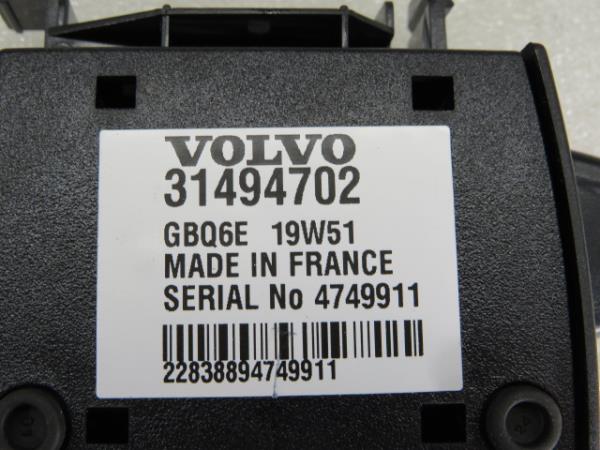 VOLVO
31494702
GBQ6E 19W51
MADE IN FRANCE
SERIAL No 4749911
22838894749911